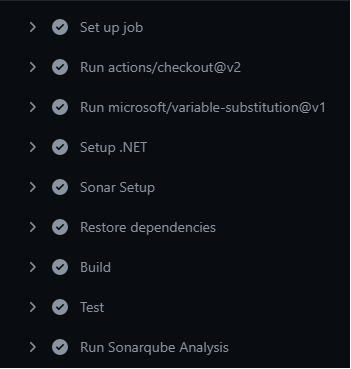 Set up job
Run actions/checkout@v2
Run microsoft/variable-substitution@v1
Setup .NET
Sonar Setup
Restore dependencies
Build
Test
Run Sonarqube Analysis